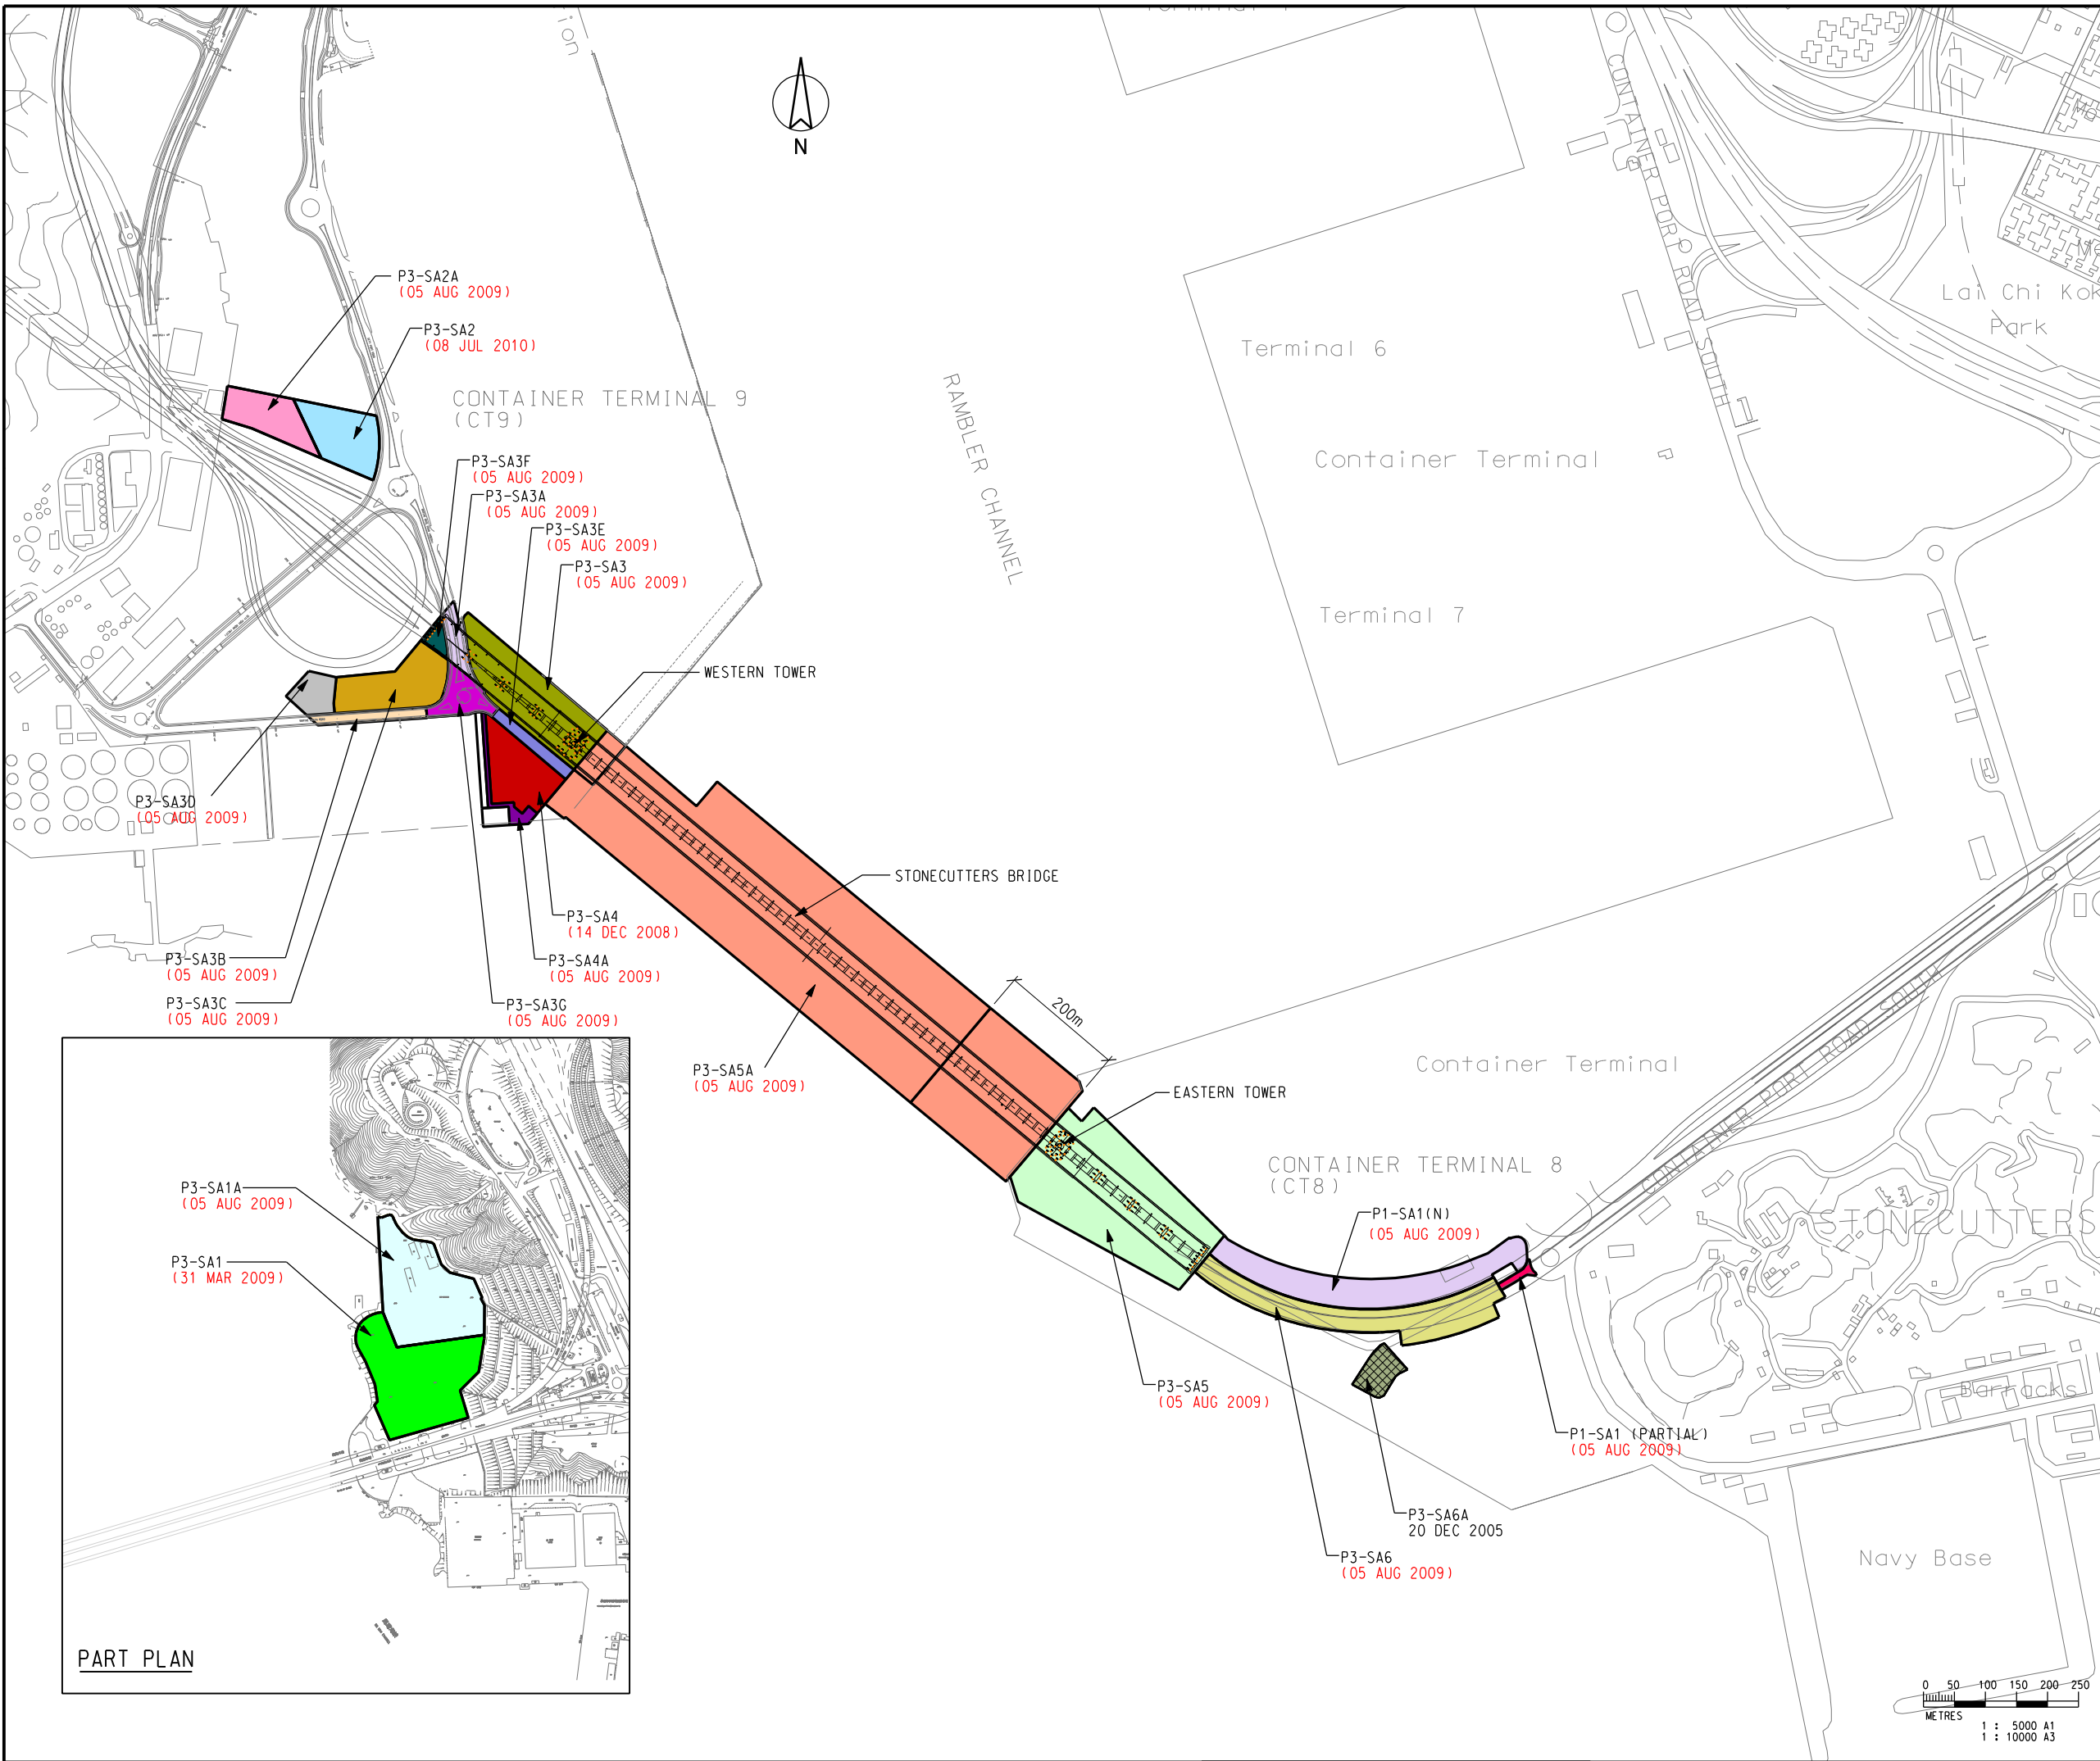 N
CONTAINER PORT ROAD SOUTH
Lai Chi Kok
Park
P3-SA2A
(05 AUG 2009)
P3-SA2
(08 JUL 2010)
Terminal 6
CONTAINER TERMINAL 9
(CT9)
RAMBLER CHANNEL
Container Terminal
P3-SA3F
(05 AUG 2009)
P3-SA3A
(05 AUG 2009)
P3-SA3E
(05 AUG 2009)
P3-SA3
(05 AUG 2009)
Terminal 7
WESTERN TOWER
P3-SA3D
(05 AUG 2009)
STONECUTTERS BRIDGE
P3-SA4
(14 DEC 2008)
P3-SA3B
(05 AUG 2009)
P3-SA4A
(05 AUG 2009)
P3-SA3C
(05 AUG 2009)
P3-SA3G
(05 AUG 2009)
200m
CONTAINER PORT ROAD SOUTH
Container Terminal
P3-SA5A
(05 AUG 2009)
EASTERN TOWER
CONTAINER TERMINAL 8
(CT8)
P3-SA1A
(05 AUG 2009)
P1-SA1(N)
(05 AUG 2009)
STONECUTTERS
P3-SA1
(31 MAR 2009)
P3-SA5
(05 AUG 2009)
Barracks
P1-SA1 (PARTIAL)
(05 AUG 2009)
P3-SA6A
20 DEC 2005
P3-SA6
(05 AUG 2009)
Navy Base
PART PLAN
0 50 100 150 200 250
METRES
1 : 5000 A1
1 : 10000 A3